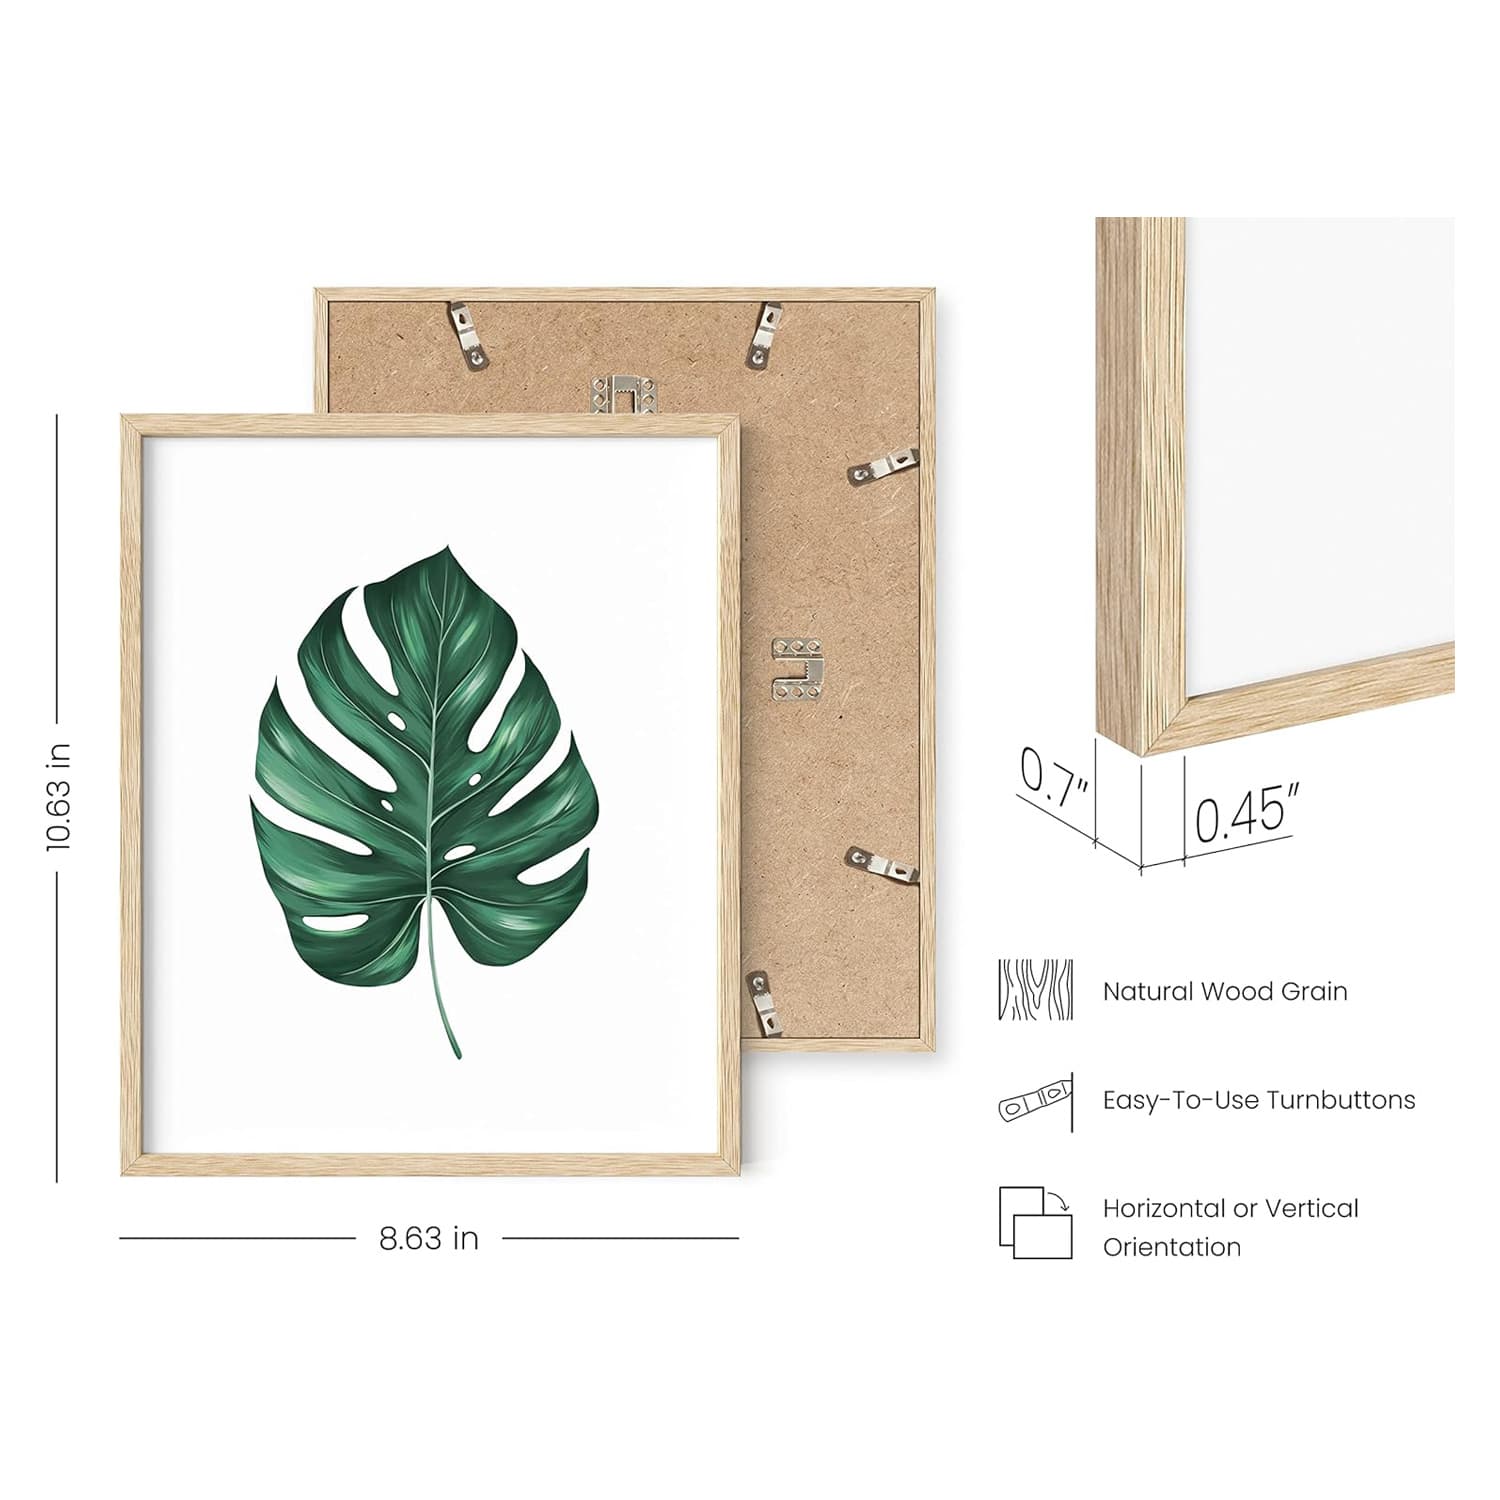 10.63 in
8.63 in
0.7"
0.45"
Natural Wood Grain
Easy-To-Use Turnbuttons
Horizontal or Vertical
Orientation